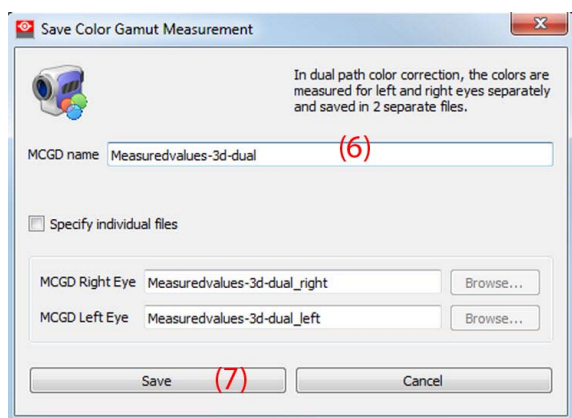 Save Color Gamut Measurement
In dual path color correction, the colors are
measured for left and right eyes separately
and saved in 2 separate files.
MCGD name Measuredvalues-3d-dual (6)
Specify individual files
MCGD Right Eye Measuredvalues-3d-dual_right Browse...
MCGD Left Eye Measuredvalues-3d-dual_left Browse...
Save (7) Cancel